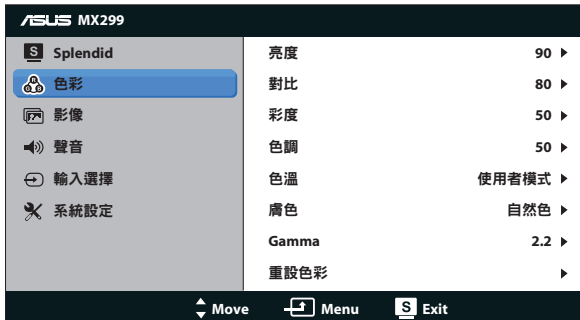 ASUS MX299
S Splendid
色彩
影像
聲音
輸入選擇
系統設定
亮度 90
對比 80
彩度 50
色調 50
色溫 使用者模式
膚色 自然色
Gamma 2.2
重設色彩
Move Menu S Exit